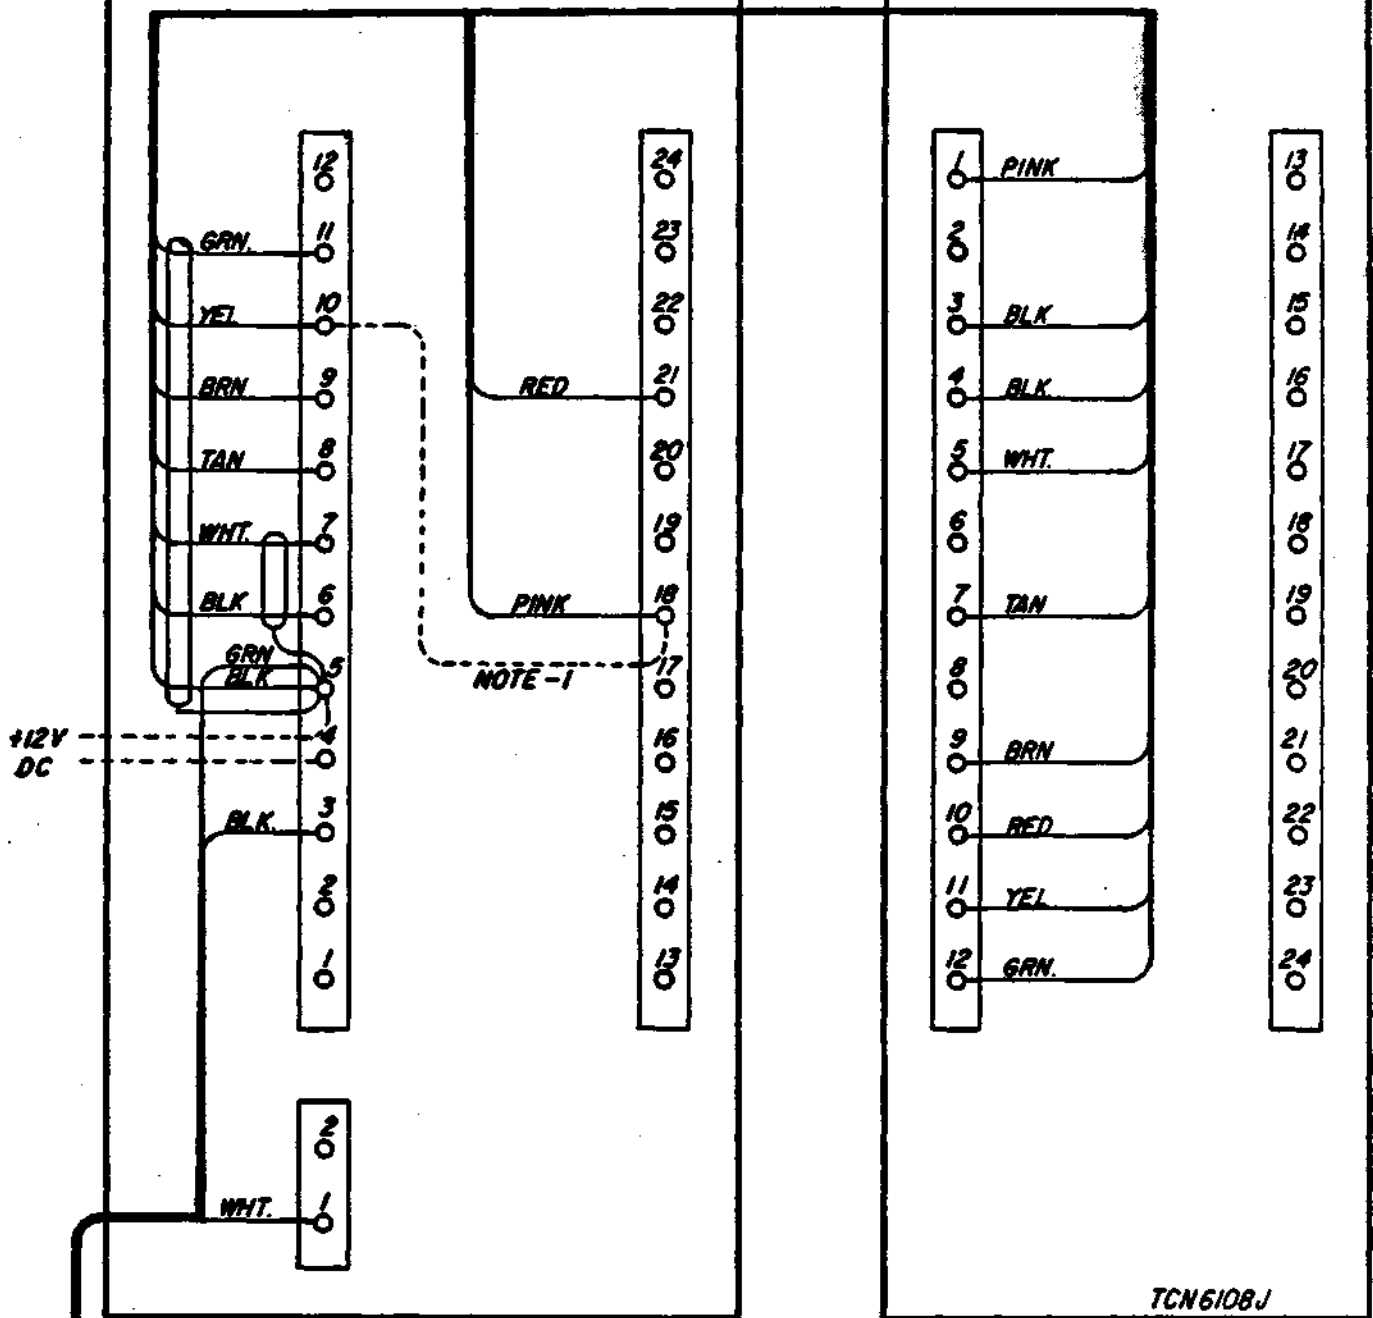 12
GRN. 11
YEL 10
BRN 9
TAN 8
WHT. 7
BLK 6
GRN
BLK 5
+12V
DC
4
BLK. 3
2
1
2
WHT. 1
24
23
22
RED 21
20
19
PINK 18
NOTE-1
17
16
15
14
13
1 PINK
2
3 BLK
4 BLK
5 WHT.
6
7 TAN
8
9 BRN
10 RED
11 YEL
12 GRN.
13
14
15
16
17
18
19
20
21
22
23
24
TCN6108J